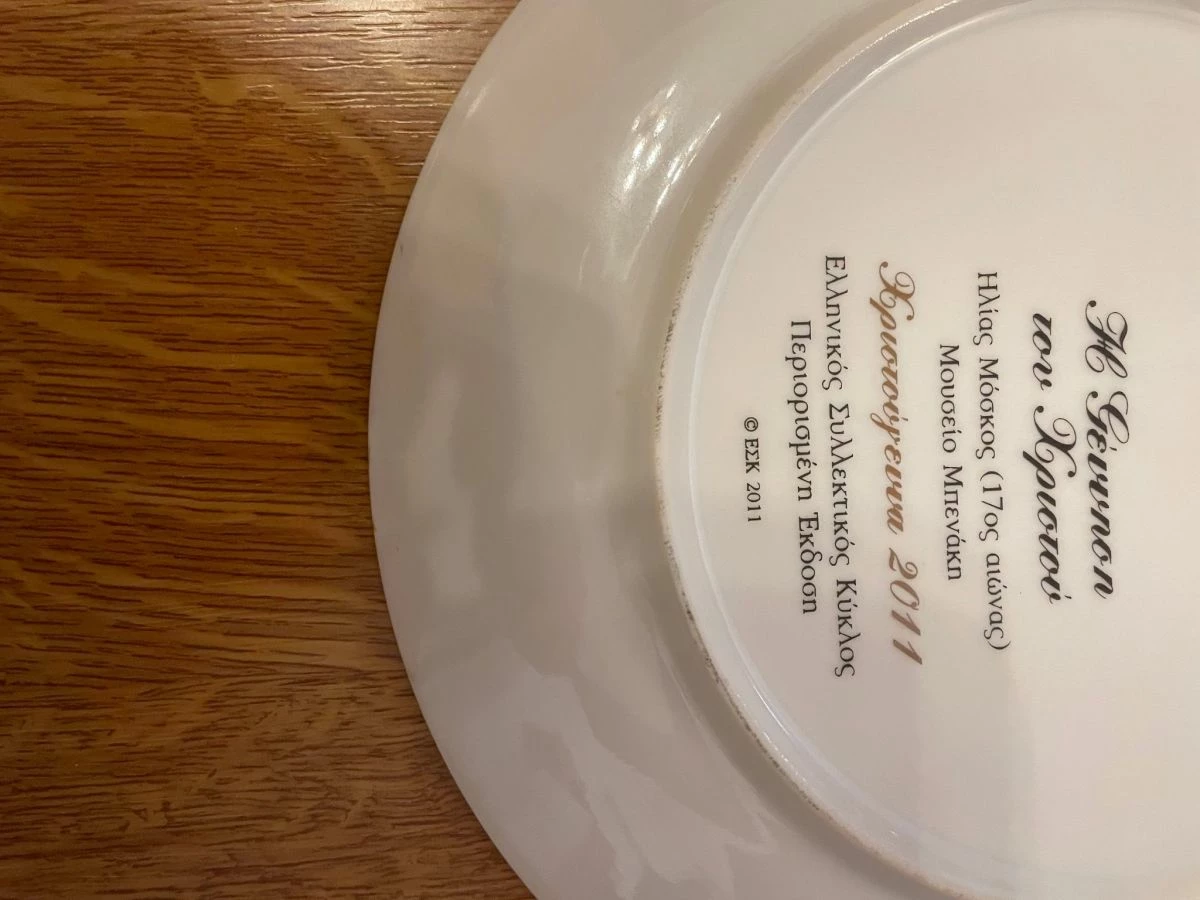 Η Γέννηση
του Χριστού
Ηλίας Μόσκος (17ος αιώνας)
Μουσείο Μπενάκη
Χριστούγεννα 2011
Ελληνικός Συλλεκτικός Κύκλος
Περιορισμένη Έκδοση
© ΕΣΚ 2011